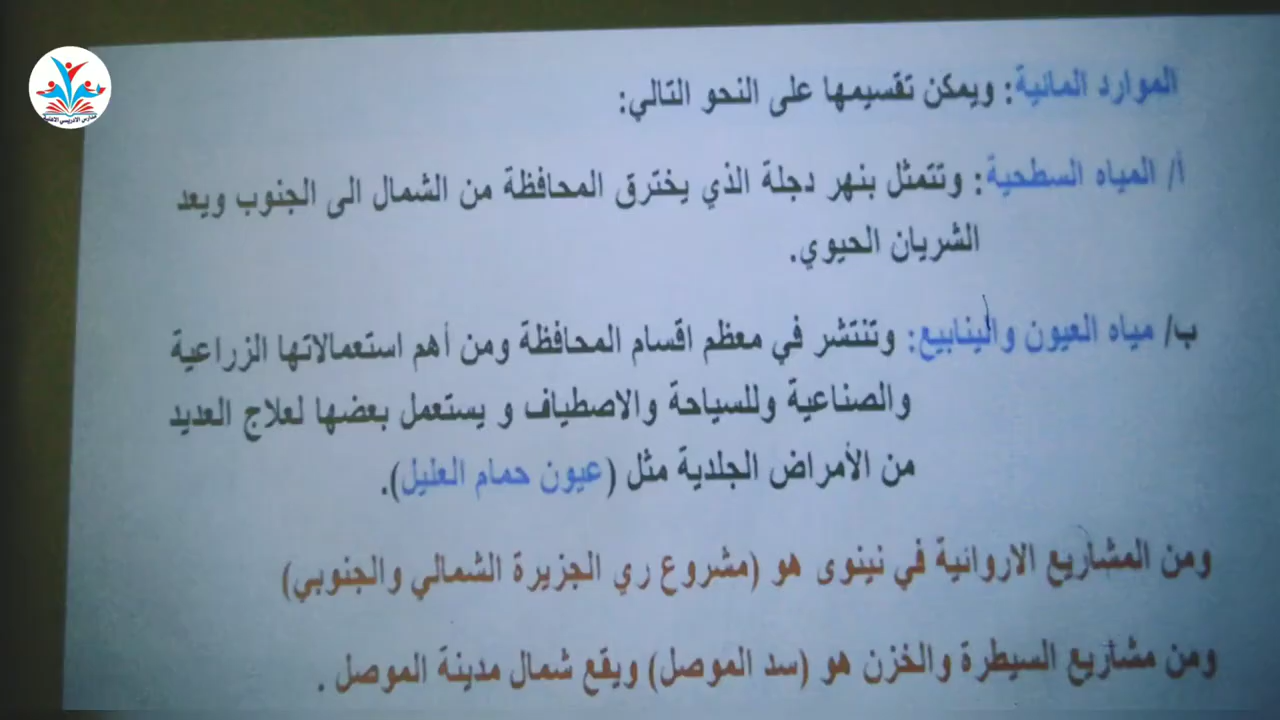 الموارد المائية: ويمكن تقسيمها على النحو التالي:
أ/ المياه السطحية: وتتمثل بنهر دجلة الذي يخترق المحافظة من الشمال الى الجنوب ويعد
الشريان الحيوي.
ب/ مياه العيون والينابيع: وتنتشر في معظم اقسام المحافظة ومن أهم استعمالاتها الزراعية
والصناعية وللسياحة والاصطياف و يستعمل بعضها لعلاج العديد
من الأمراض الجلدية مثل (عيون حمام العليل).
ومن المشاريع الاروائية في نينوى هو (مشروع ري الجزيرة الشمالي والجنوبي)
ومن مشاريع السيطرة والخزن هو (سد الموصل) ويقع شمال مدينة الموصل .
مدارس الادريسي الاهلية